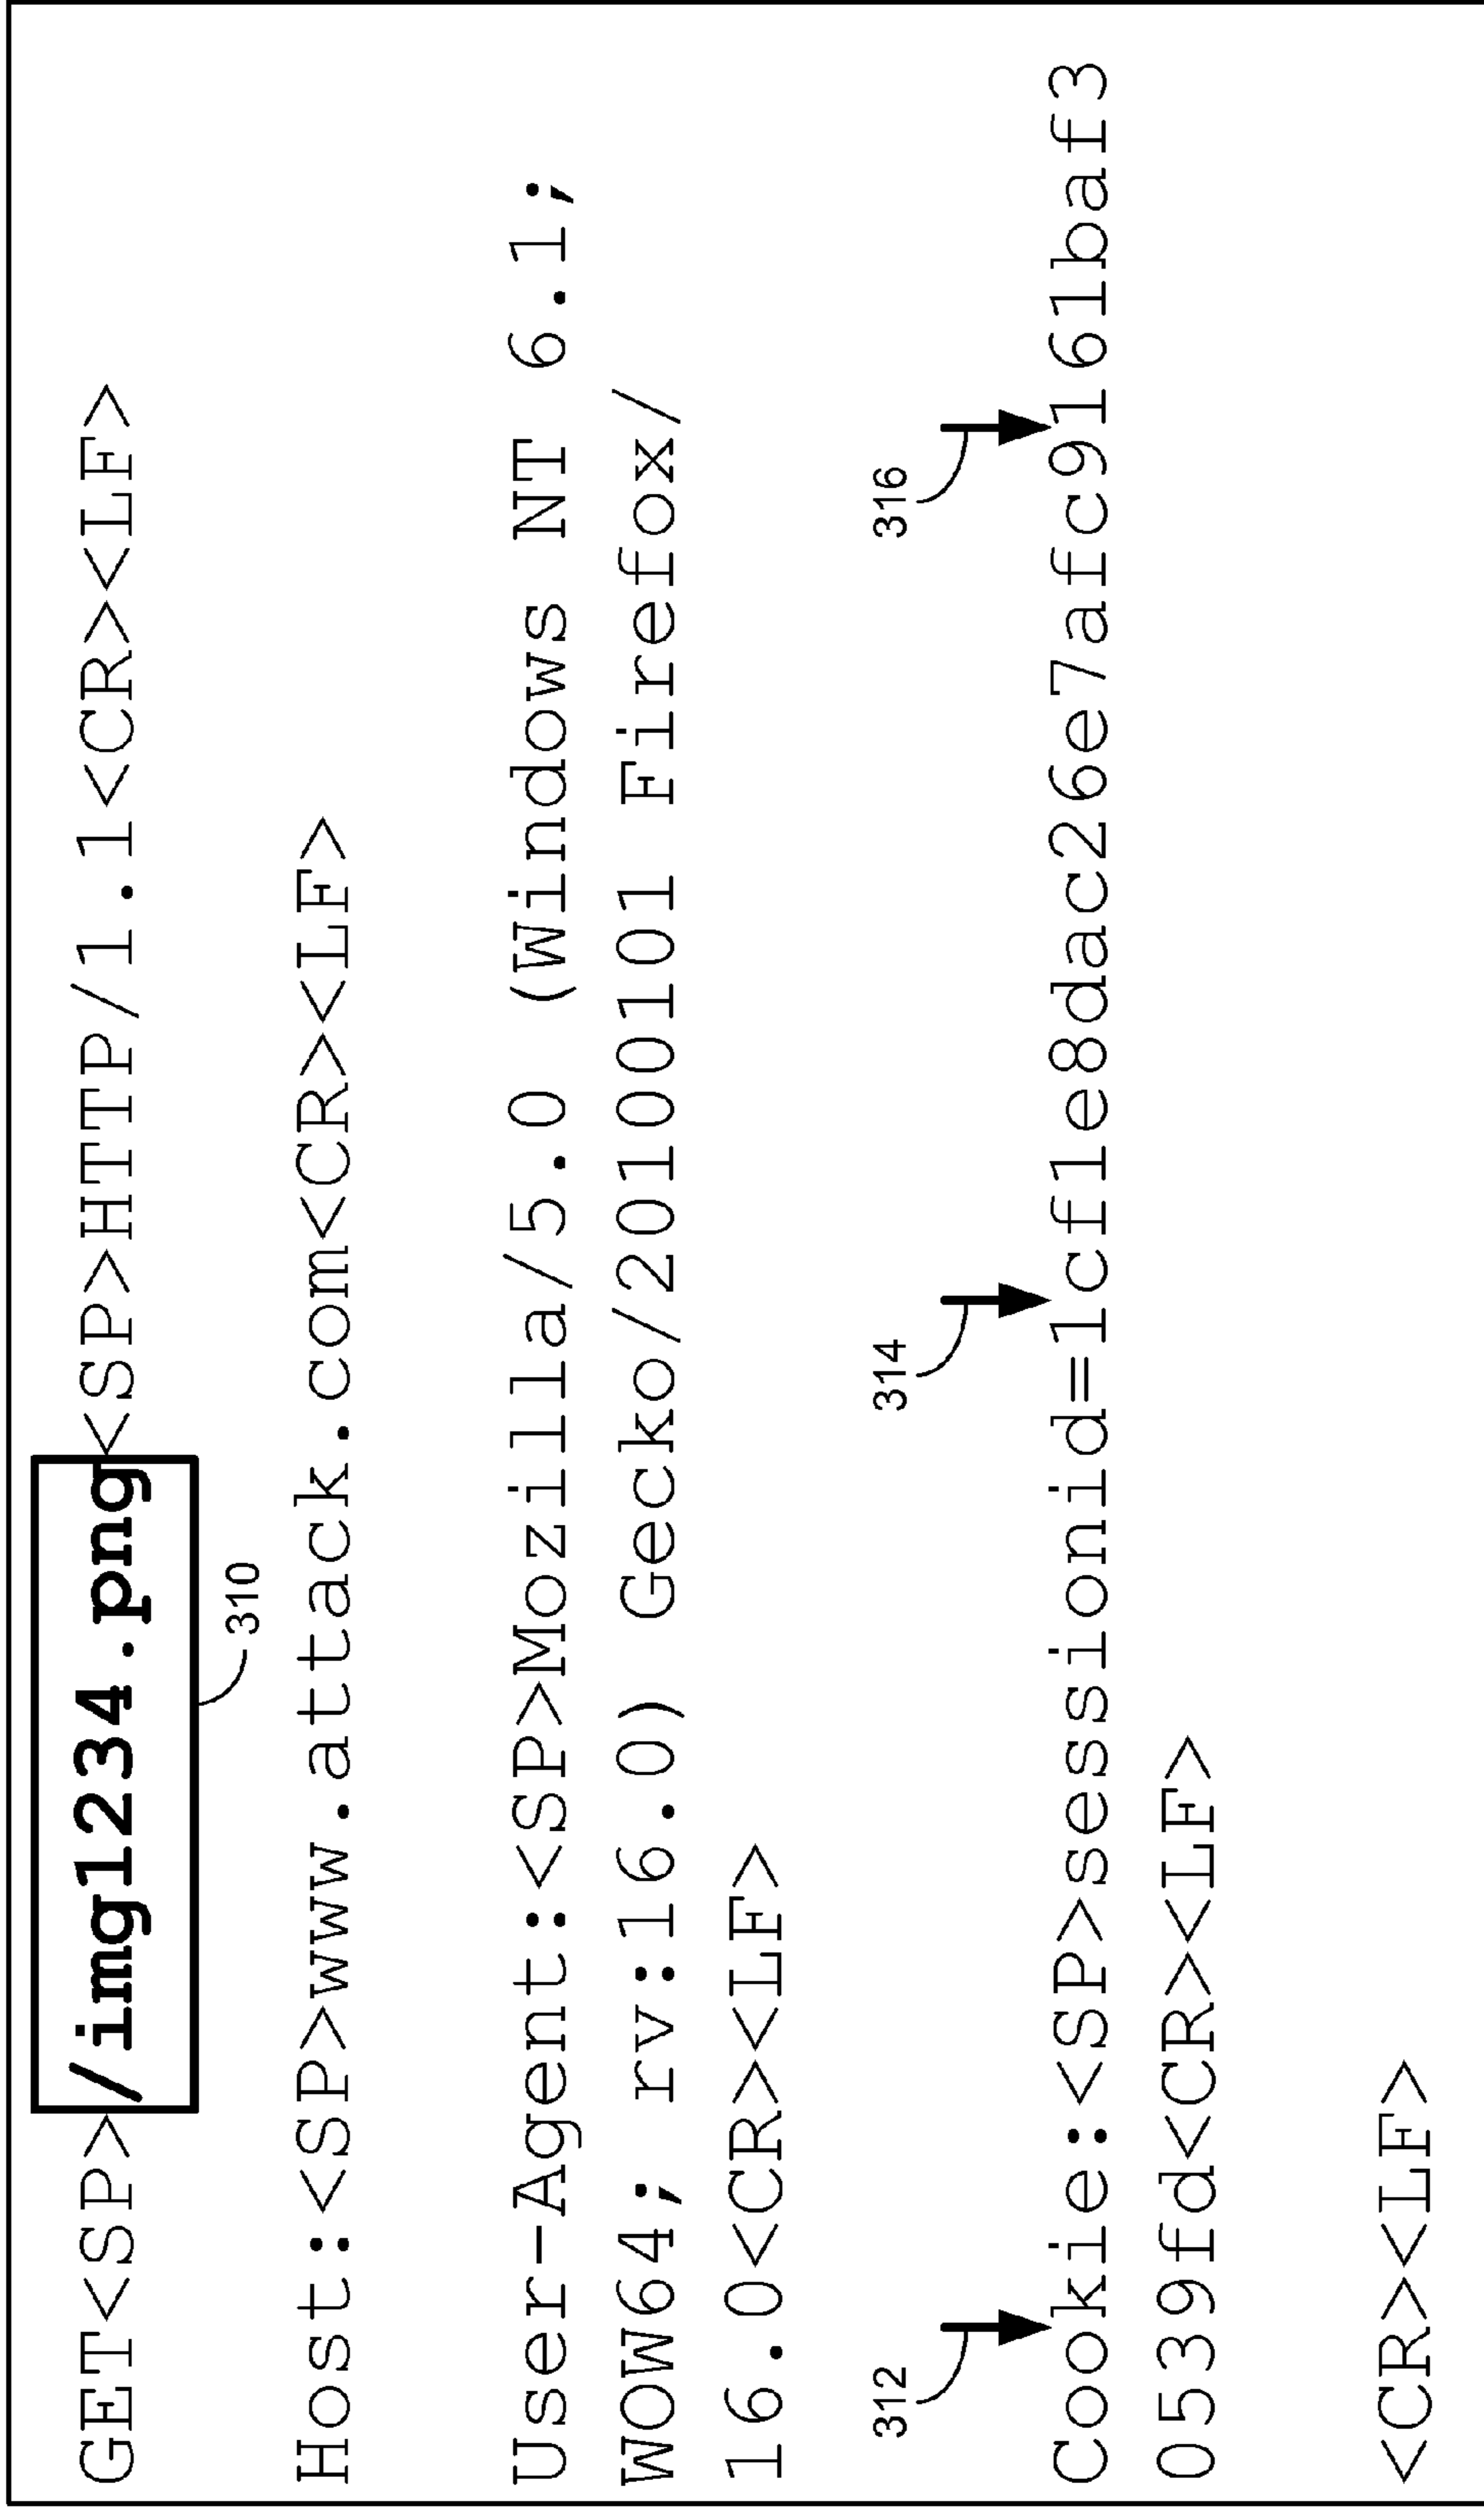 GET<SP>/img1234.png<SP>HTTP/1.1<CR><LF>
310
Host:<SP>www.attack.com<CR><LF>
User-Agent:<SP>Mozilla/5.0 (Windows NT 6.1;
WOW64; rv:16.0) Gecko/20100101 Firefox/
16.0<CR><LF>
312 314 316
Cookie:<SP>sessionid=1cf1e8dac26e7afc9161baf3
0539fd<CR><LF>
<CR><LF>